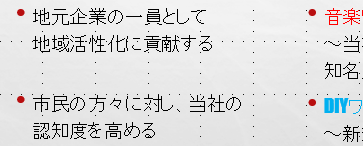 地元企業の一員として
地域活性化に貢献する
市民の方々に対し、当社の
認知度を高める
音楽
～当
知名
DIY
～新